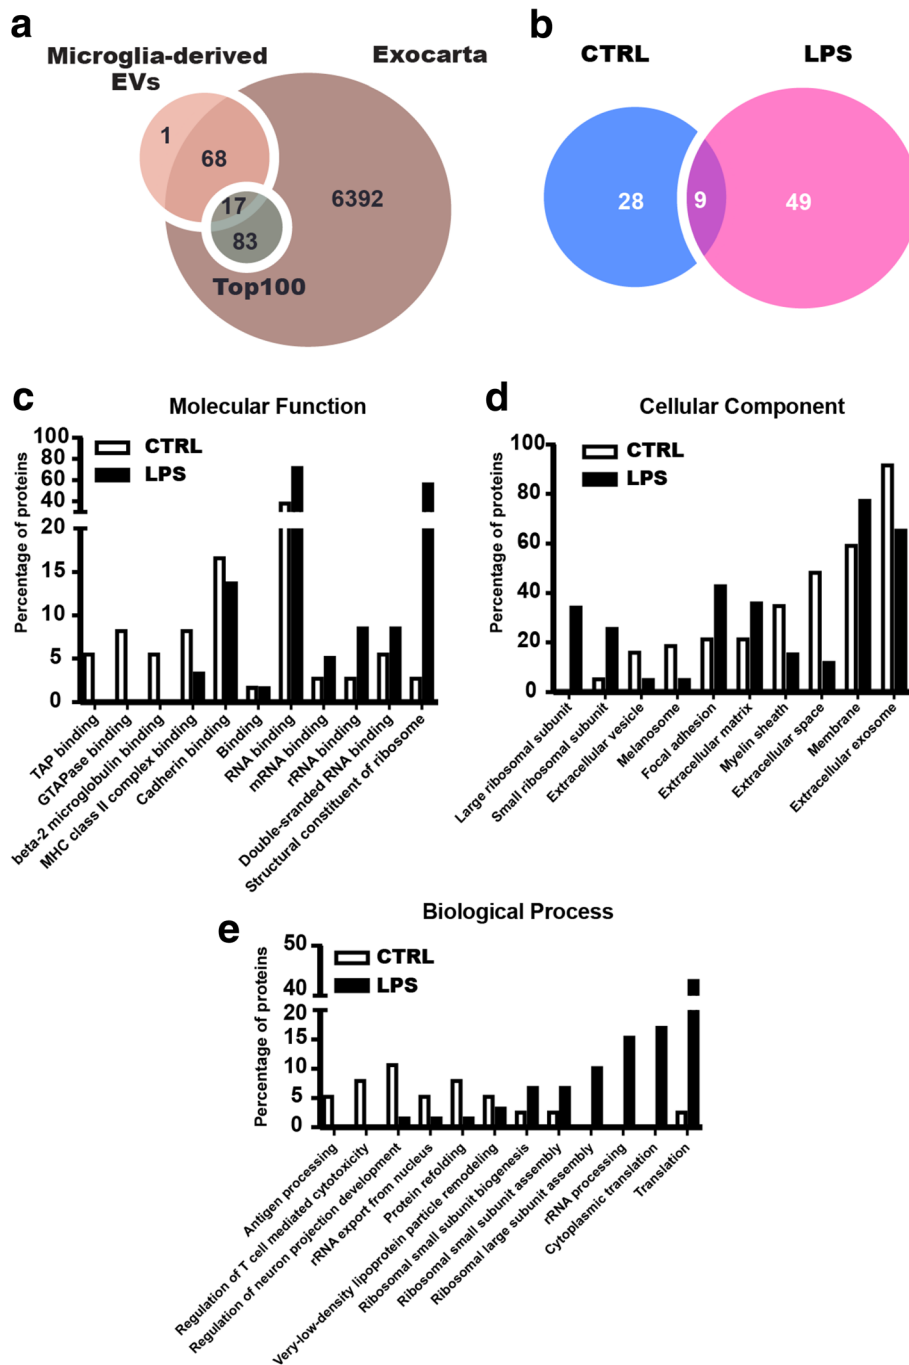 a
Microglia-derived
EVs
Exocarta
1
68
17
83
6392
Top100
b
CTRL
LPS
28
9
49
c
Molecular Function
Percentage of proteins
100
80
60
40
20
15
10
5
0
CTRL
LPS
TAP binding
GTAPase binding
beta-2 microglobulin binding
MHC class II complex binding
Cadherin binding
Binding
RNA binding
mRNA binding
rRNA binding
Double-sranded RNA binding
Structural constituent of ribosome
d
Cellular Component
Percentage of proteins
100
80
60
40
20
0
CTRL
LPS
Large ribosomal subunit
Small ribosomal subunit
Extracellular vesicle
Melanosome
Focal adhesion
Extracellular matrix
Myelin sheath
Extracellular space
Membrane
Extracellular exosome
e
Biological Process
Percentage of proteins
50
40
20
15
10
5
0
CTRL
LPS
Antigen processing
Regulation of T cell mediated cytotoxicity
Regulation of neuron projection development
rRNA export from nucleus
Protein refolding
Very-low-density lipoprotein particle remodeling
Ribosomal small subunit biogenesis
Ribosomal small subunit assembly
Ribosomal large subunit assembly
rRNA processing
Cytoplasmic translation
Translation